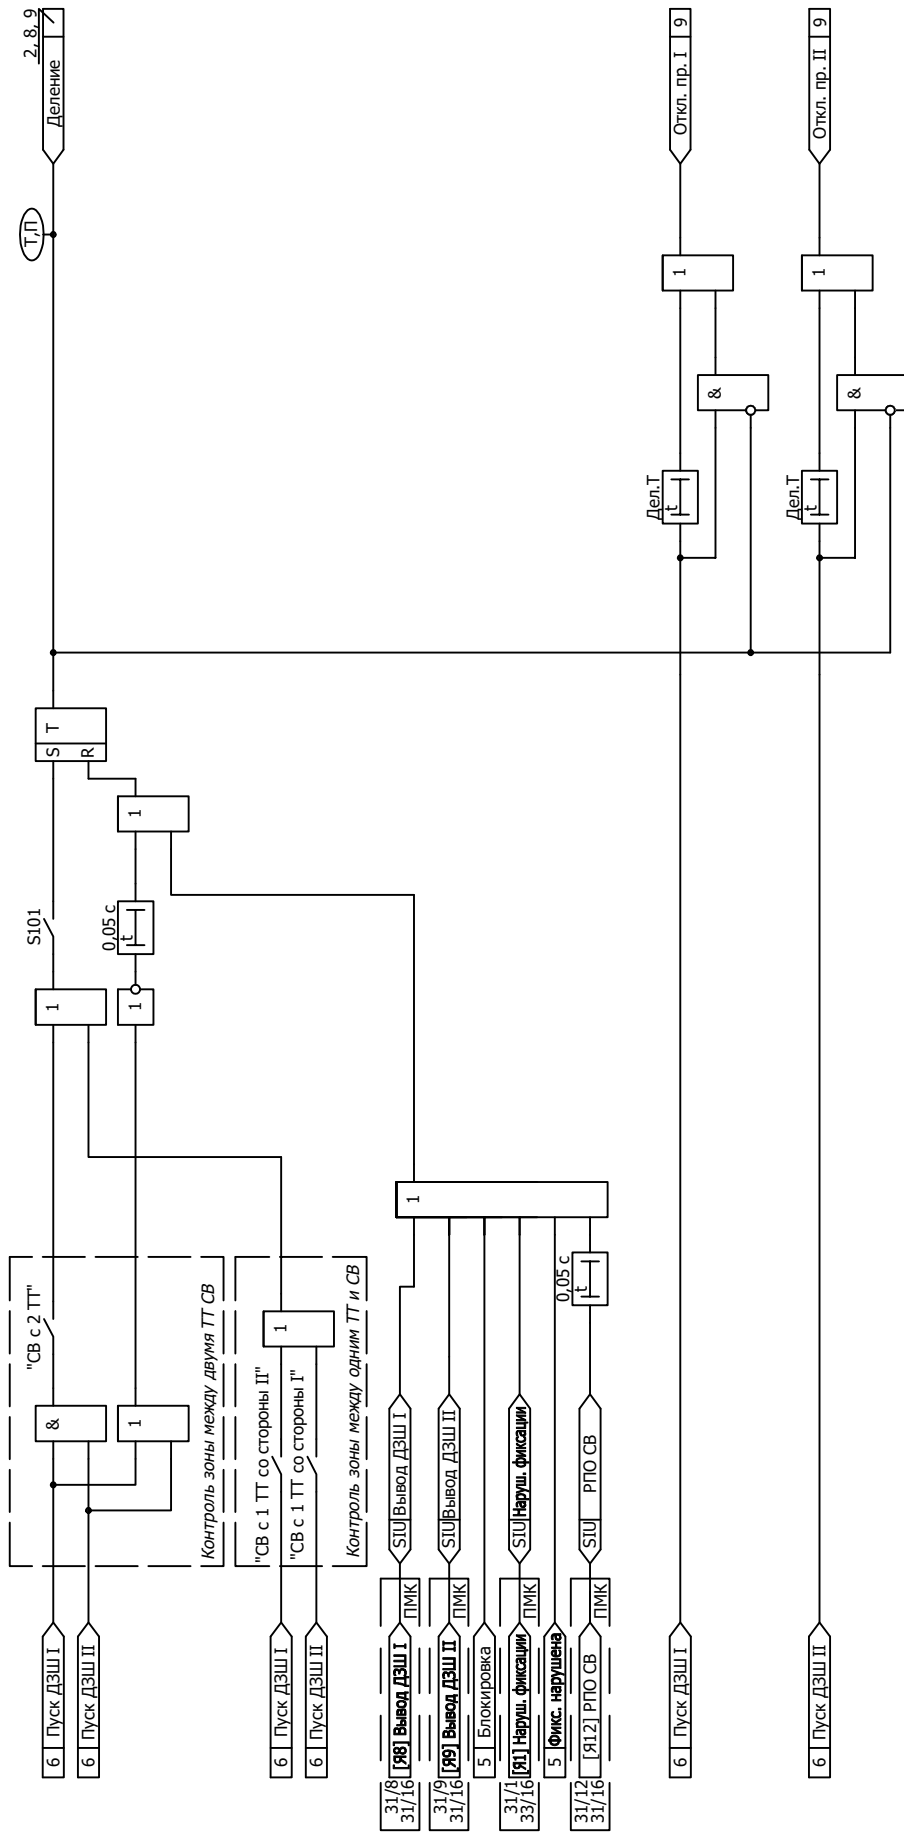 6 Пуск ДЗШ I
6 Пуск ДЗШ II
&
1
"СВ с 2 ТТ"
Контроль зоны между двумя ТТ СВ
1
1
0,05 с
t
S101
1
S
R
T
Т,П
Деление
2, 8, 9
6 Пуск ДЗШ I
6 Пуск ДЗШ II
"СВ с 1 ТТ со стороны II"
"СВ с 1 ТТ со стороны I"
1
Контроль зоны между одним ТТ и СВ
31/8
31/16
[Я8] Вывод ДЗШ I
ПМК
SIU Вывод ДЗШ I
31/9
31/16
[Я9] Вывод ДЗШ II
ПМК
SIU Вывод ДЗШ II
5 Блокировка
31/1
33/16
[Я1] Наруш. фиксации
ПМК
SIU Наруш. фиксации
5 Фикс. нарушена
31/12
31/16
[Я12] РПО СВ
ПМК
SIU РПО СВ
0,05 с
t
1
6 Пуск ДЗШ I
Дел.Т
t
&
1
Откл. пр. I 9
6 Пуск ДЗШ II
Дел.Т
t
&
1
Откл. пр. II 9